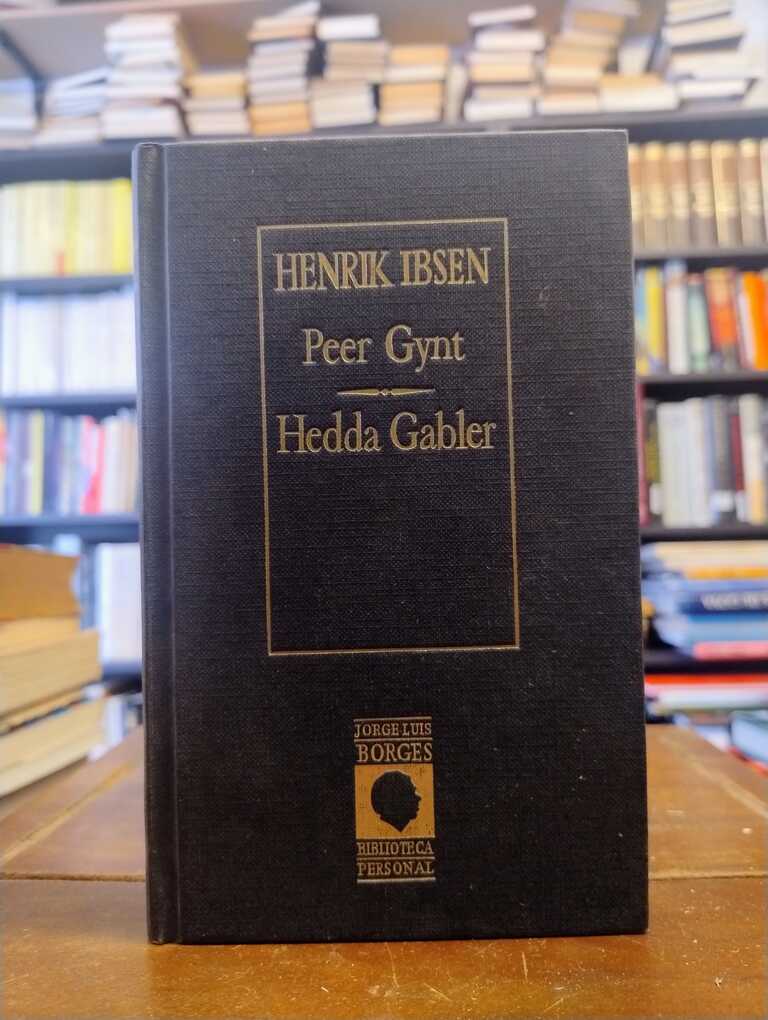 HENRIK IBSEN
Peer Gynt
Hedda Gabler
JORGE LUIS
BORGES
BIBLIOTECA
PERSONAL